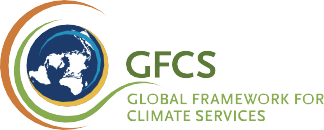 GFCS
GLOBAL FRAMEWORK FOR
CLIMATE SERVICES